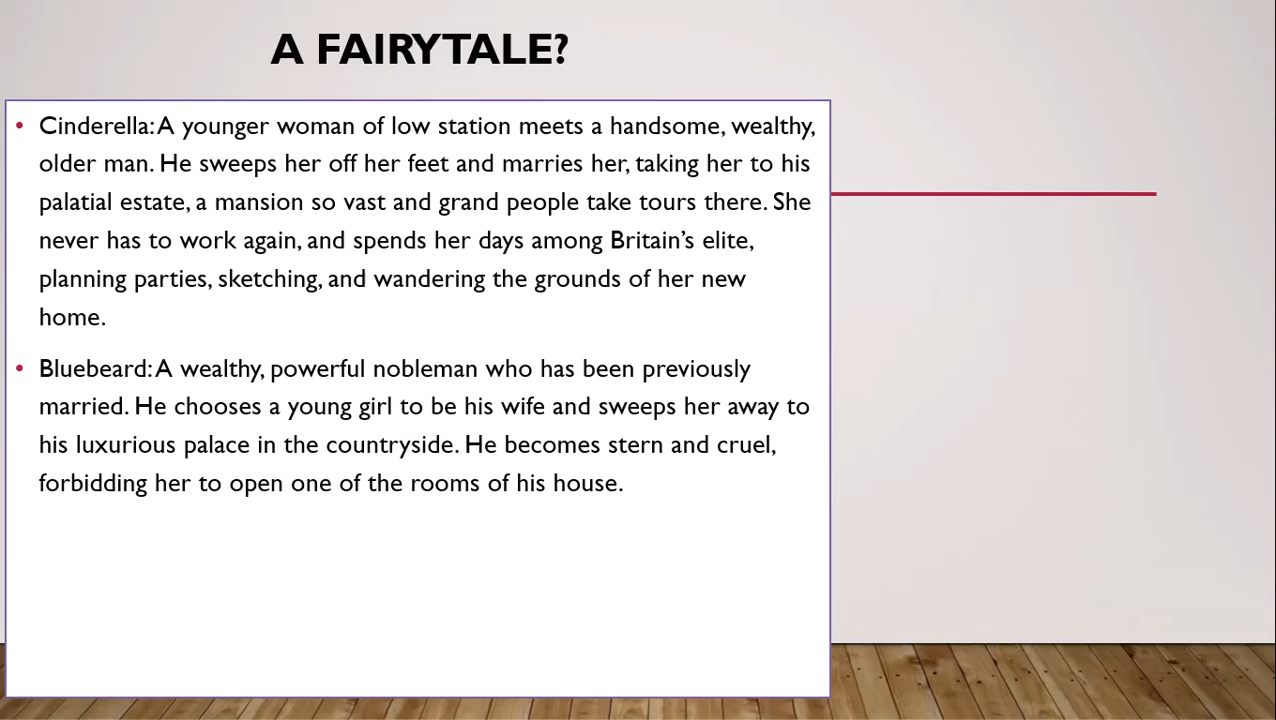 A FAIRYTALE?
• Cinderella: A younger woman of low station meets a handsome, wealthy,
older man. He sweeps her off her feet and marries her, taking her to his
palatial estate, a mansion so vast and grand people take tours there. She
never has to work again, and spends her days among Britain’s elite,
planning parties, sketching, and wandering the grounds of her new
home.
• Bluebeard: A wealthy, powerful nobleman who has been previously
married. He chooses a young girl to be his wife and sweeps her away to
his luxurious palace in the countryside. He becomes stern and cruel,
forbidding her to open one of the rooms of his house.